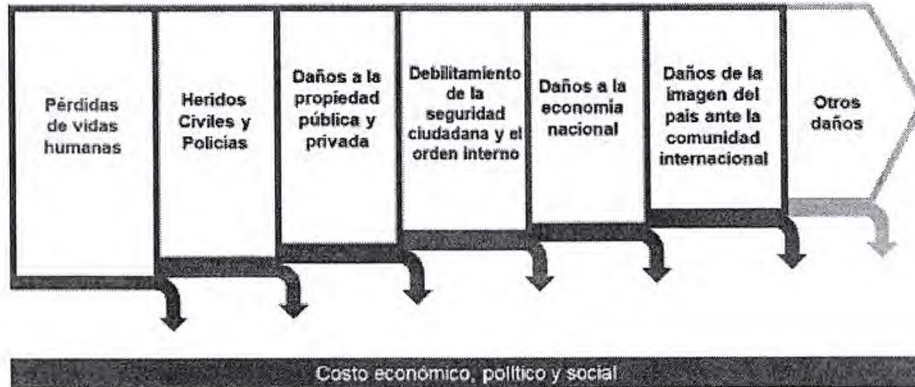 Pérdidas
de vidas
humanas
Heridos
Civiles y
Policías
Daños a la
propiedad
pública y
privada
Debilitamiento
de la
seguridad
ciudadana y el
orden interno
Daños a la
economía
nacional
Daños de la
imagen del
país ante la
comunidad
internacional
Otros
daños
Costo económico, político y social